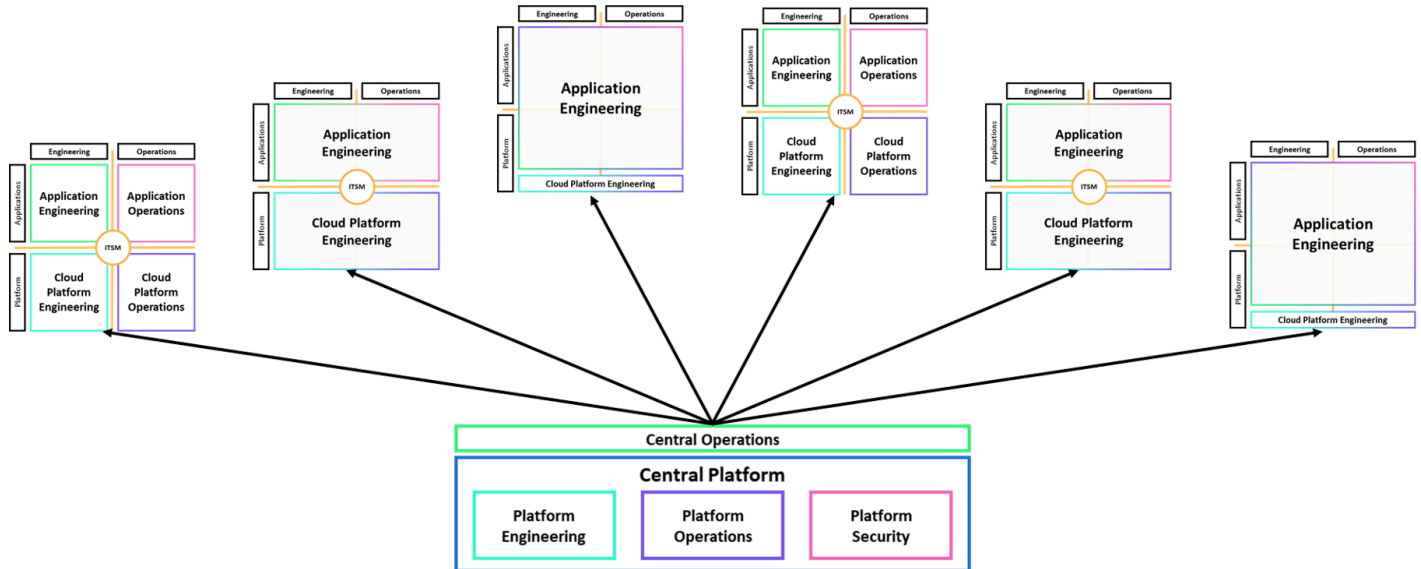 Engineering
Operations
Applications
Platform
Application
Engineering
Application
Operations
ITSM
Cloud
Platform
Engineering
Cloud
Platform
Operations
Engineering
Operations
Applications
Platform
Application
Engineering
ITSM
Cloud Platform
Engineering
Engineering
Operations
Applications
Platform
Application
Engineering
Cloud Platform Engineering
Engineering
Operations
Applications
Platform
Application
Engineering
Application
Operations
ITSM
Cloud
Platform
Engineering
Cloud
Platform
Operations
Engineering
Operations
Applications
Platform
Application
Engineering
ITSM
Cloud Platform
Engineering
Engineering
Operations
Applications
Platform
Application
Engineering
Cloud Platform Engineering
Central Operations
Central Platform
Platform
Engineering
Platform
Operations
Platform
Security